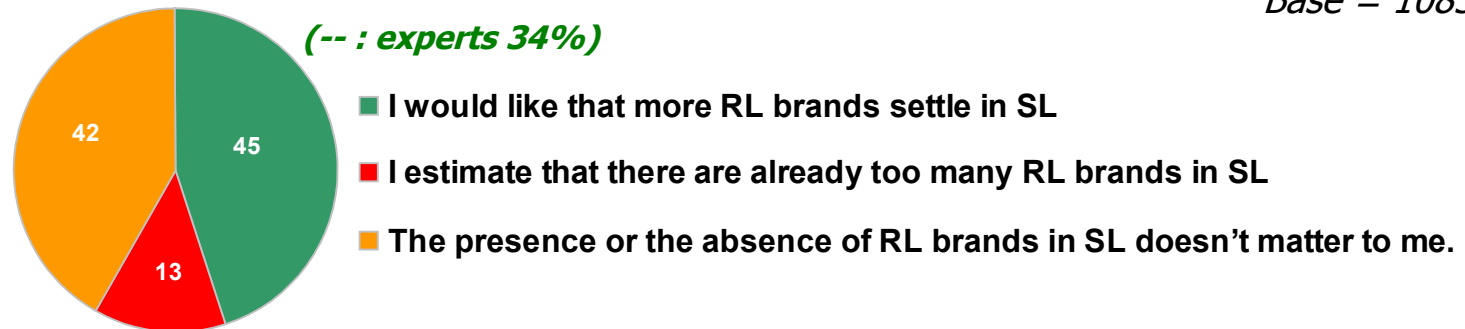 Base = 1085
(-- : experts 34%)
I would like that more RL brands settle in SL
42
45
I estimate that there are already too many RL brands in SL
The presence or the absence of RL brands in SL doesn't matter to me.
13